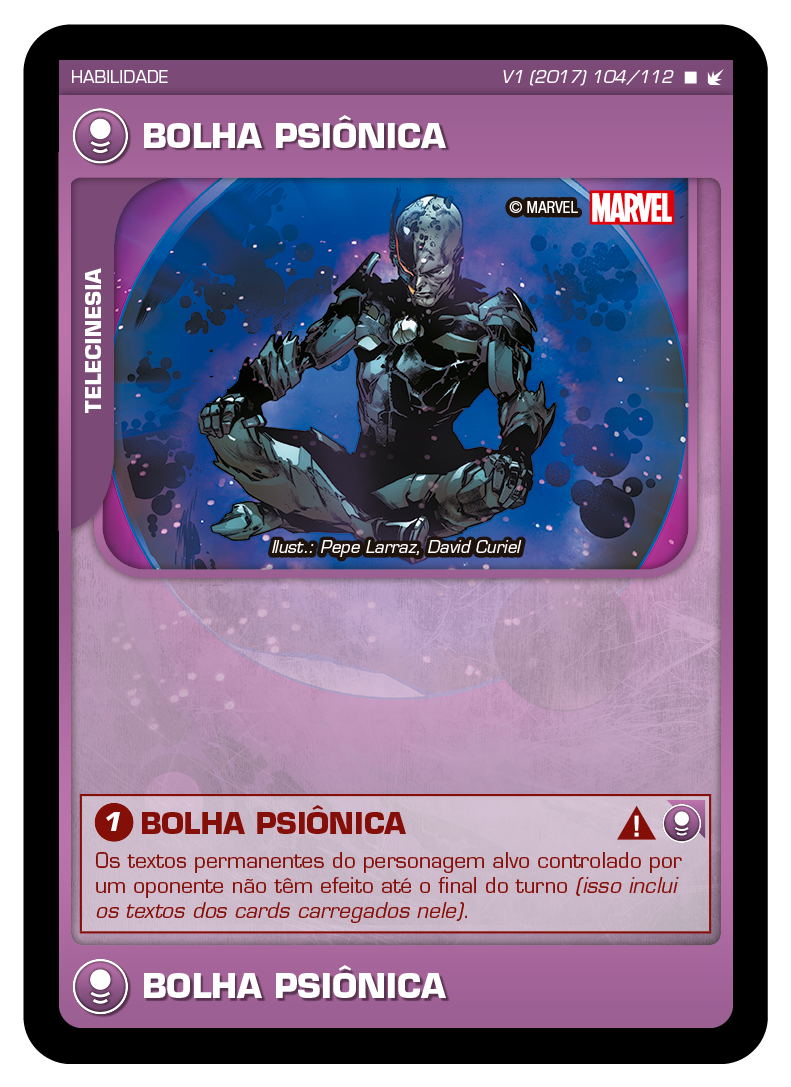 HABILIDADE
V1 (2017) 104/112
BOLHA PSIÔNICA
© MARVEL MARVEL
TELECINESIA
Ilust.: Pepe Larraz, David Curiel
1 BOLHA PSIÔNICA
Os textos permanentes do personagem alvo controlado por
um oponente não têm efeito até o final do turno (isso inclui
os textos dos cards carregados nele).
BOLHA PSIÔNICA